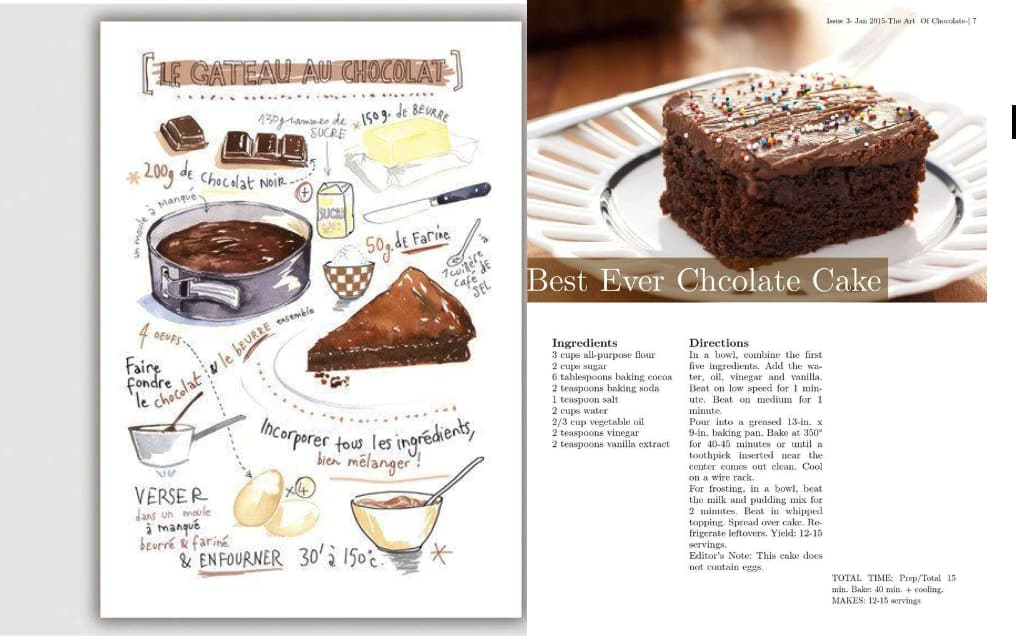 [LE GATEAU AU CHOCOLAT]
130 grammes de
SUCRE
* 150g. de BEURRE
* 200g de Chocolat Noir
un moule à manqué
+
SUCRE
50g. de Farine
1 cuillère à
café de
SEL
4 OEUFS
Faire
fondre
le chocolat & le BEURRE ensemble
Incorporer tous les ingrédients,
bien mélanger !
x4
VERSER
dans un moule
à manqué
beurré & fariné
& ENFOURNER 30' à 150°c. *
Issue 3- Jan 2015-The Art Of Chocolate-| 7
Best Ever Chcolate Cake
Ingredients
3 cups all-purpose flour
2 cups sugar
6 tablespoons baking cocoa
2 teaspoons baking soda
1 teaspoon salt
2 cups water
2/3 cup vegetable oil
2 teaspoons vinegar
2 teaspoons vanilla extract
Directions
In a bowl, combine the first
five ingredients. Add the wa-
ter, oil, vinegar and vanilla.
Beat on low speed for 1 min-
ute. Beat on medium for 1
minute.
Pour into a greased 13-in. x
9-in. baking pan. Bake at 350°
for 40-45 minutes or until a
toothpick inserted near the
center comes out clean. Cool
on a wire rack.
For frosting, in a bowl, beat
the milk and pudding mix for
2 minutes. Beat in whipped
topping. Spread over cake. Re-
frigerate leftovers. Yield: 12-15
servings.
Editor's Note: This cake does
not contain eggs.
TOTAL TIME: Prep/Total 15
min. Bake: 40 min. + cooling.
MAKES: 12-15 servings